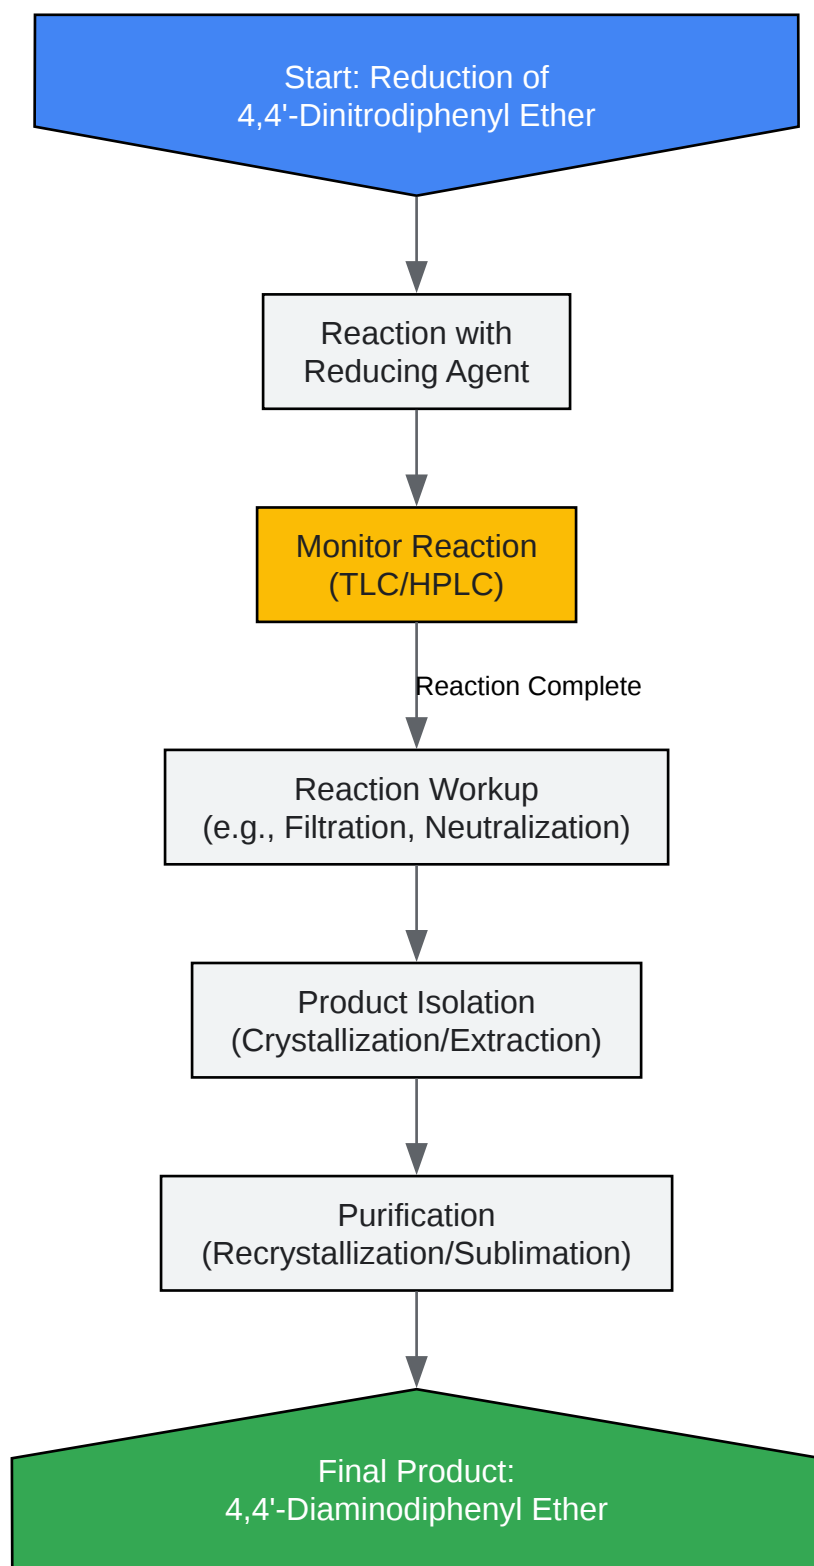 Start: Reduction of
4,4'-Dinitrodiphenyl Ether
Reaction with
Reducing Agent
Monitor Reaction
(TLC/HPLC)
Reaction Complete
Reaction Workup
(e.g., Filtration, Neutralization)
Product Isolation
(Crystallization/Extraction)
Purification
(Recrystallization/Sublimation)
Final Product:
4,4'-Diaminodiphenyl Ether